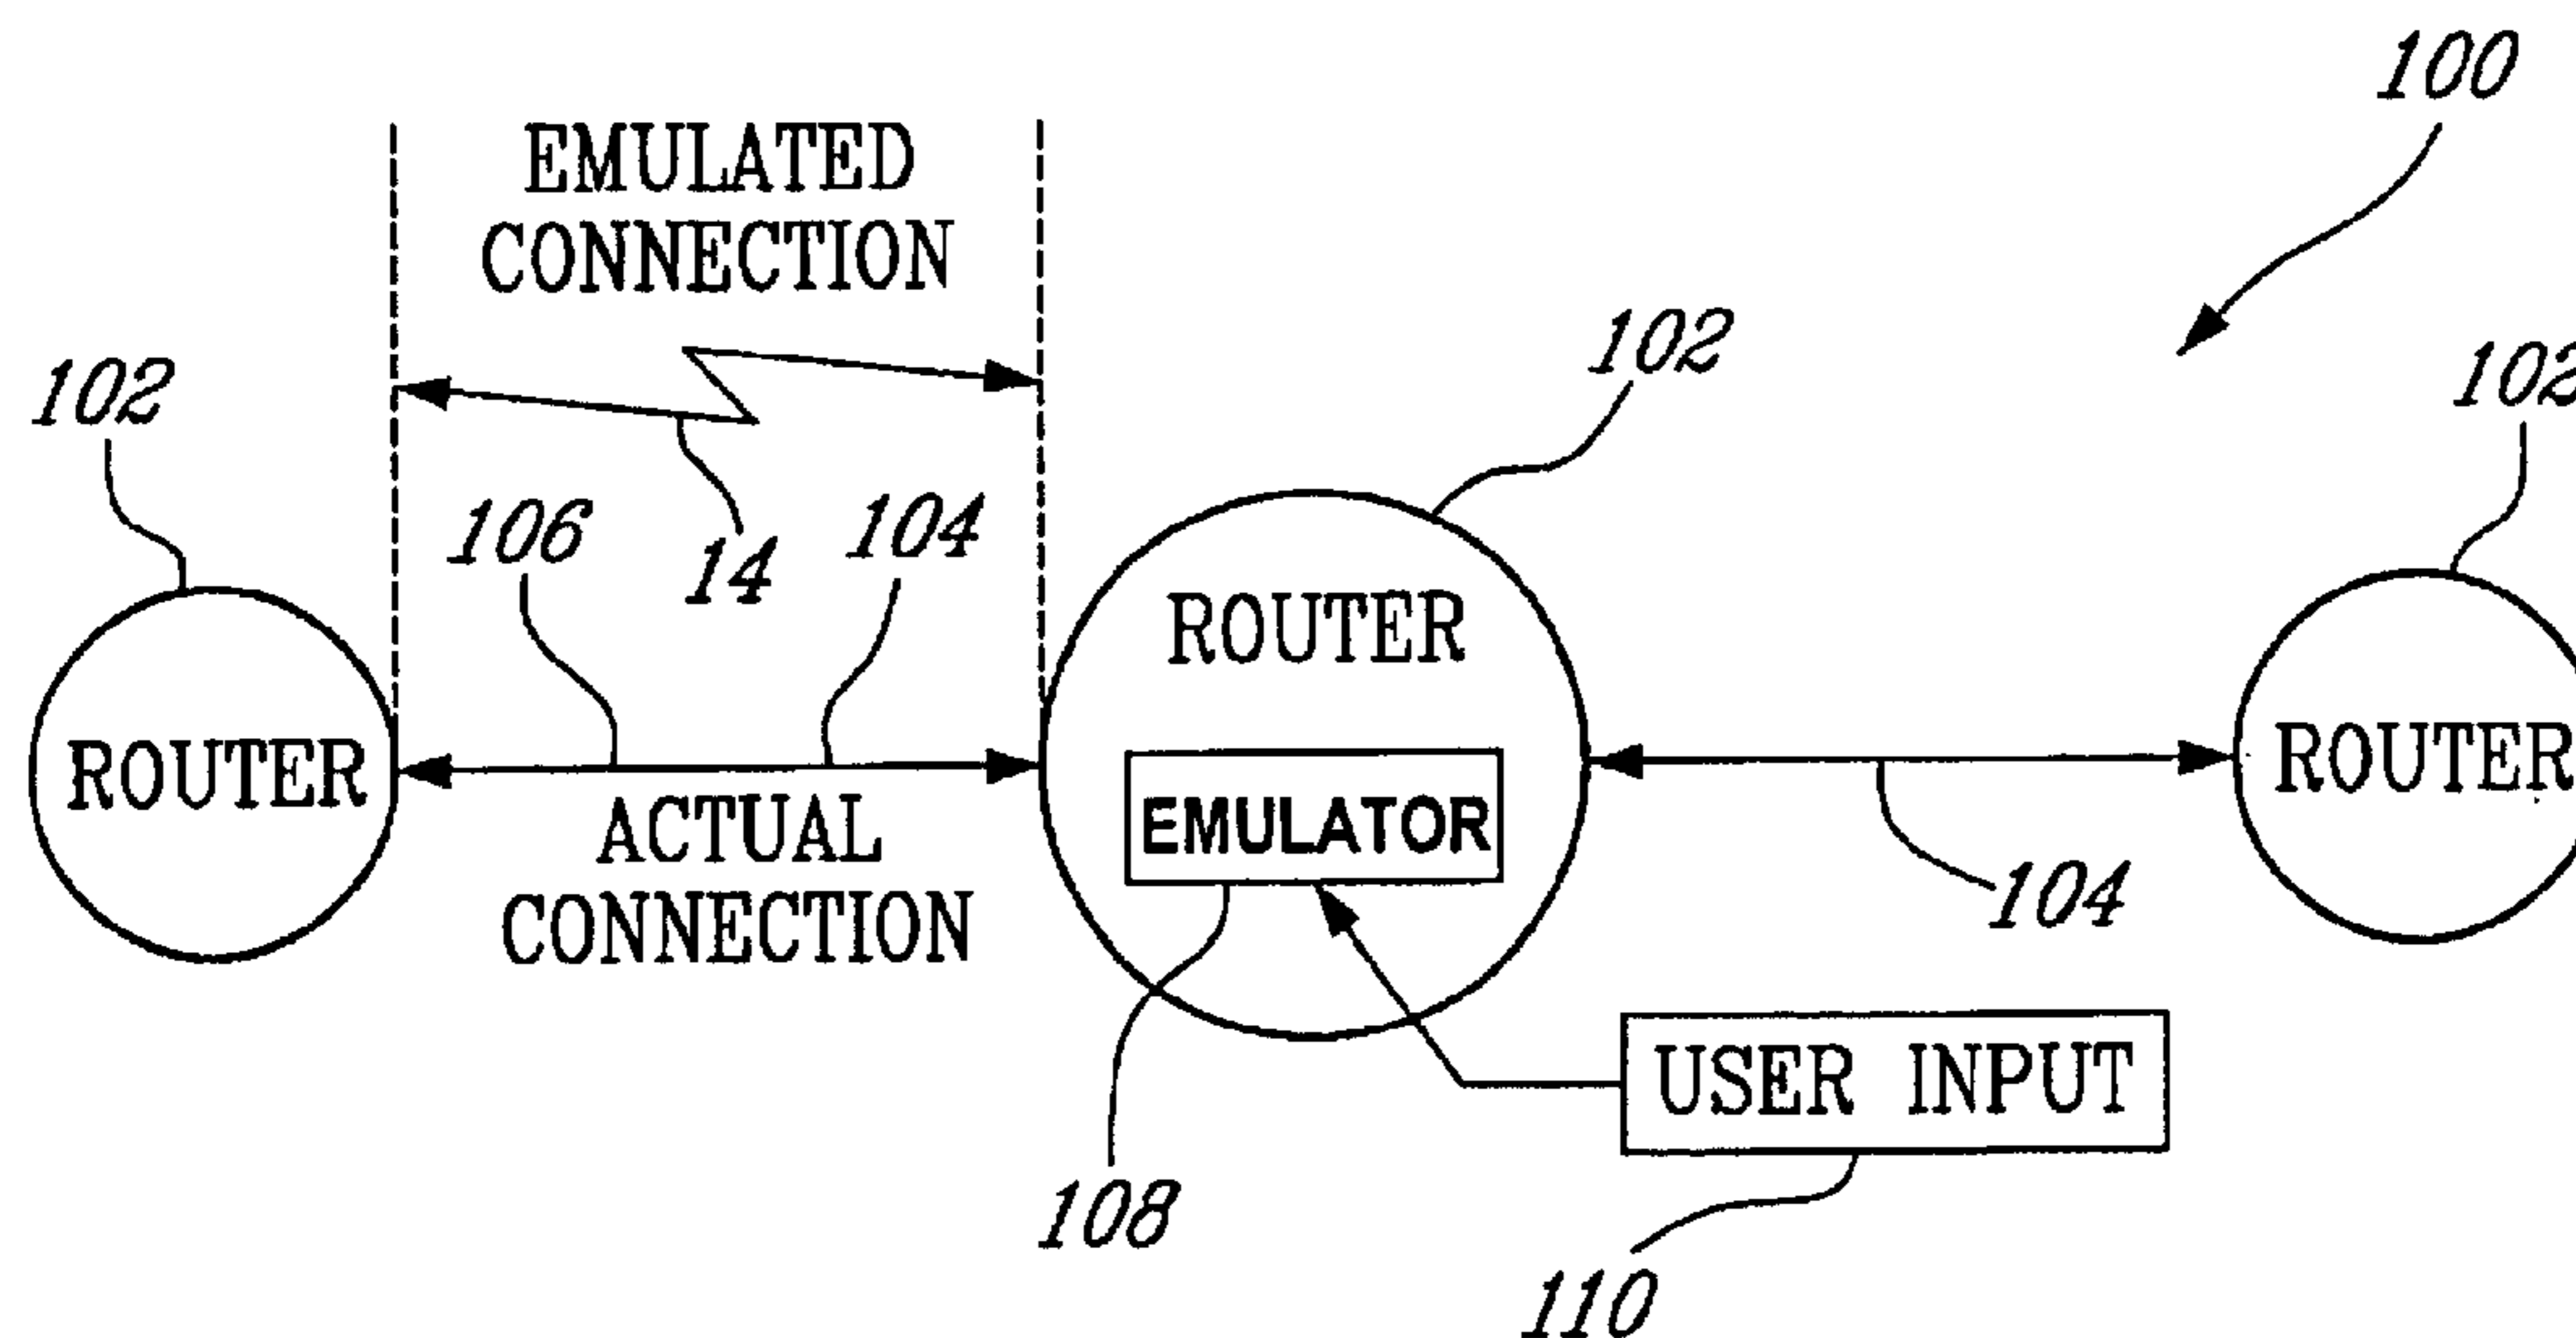 100
EMULATED
CONNECTION
102
102
102
106
14
104
ROUTER
ROUTER
ROUTER
EMULATOR
ACTUAL
CONNECTION
104
USER INPUT
108
110